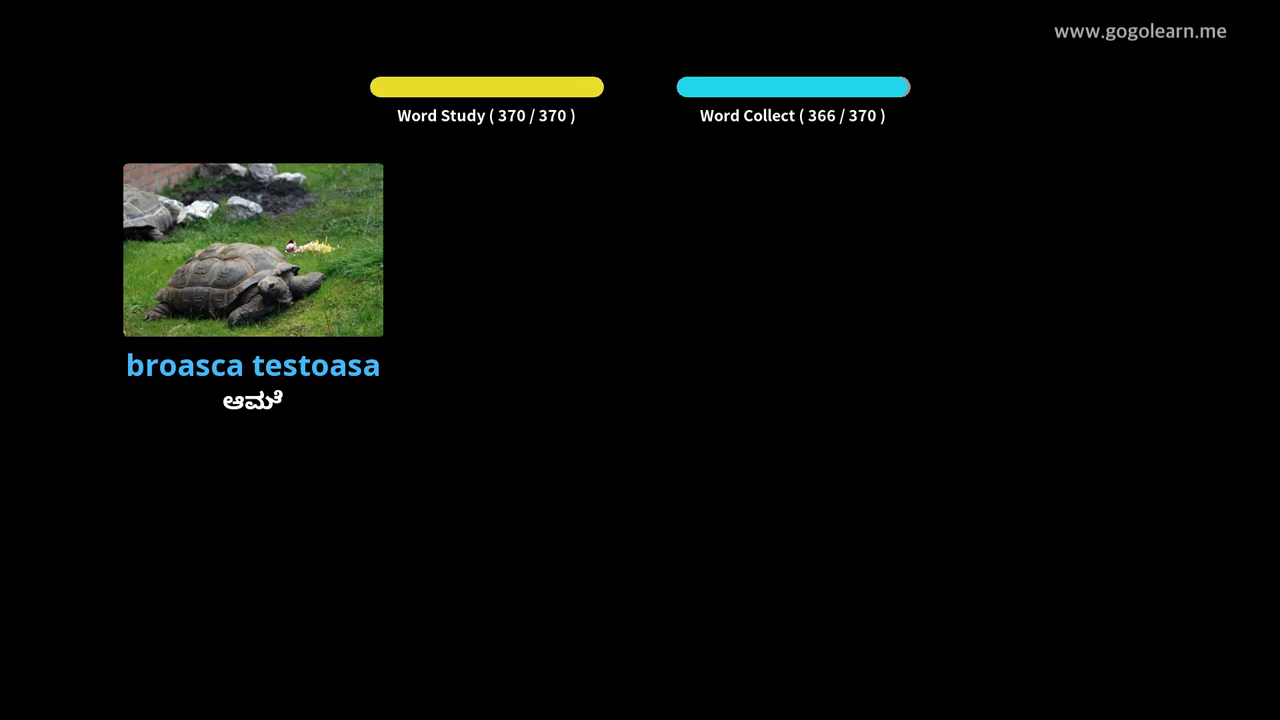 www.gogolearn.me
Word Study ( 370 / 370 )
Word Collect ( 366 / 370 )
broasca testoasa
ಆಮೆ